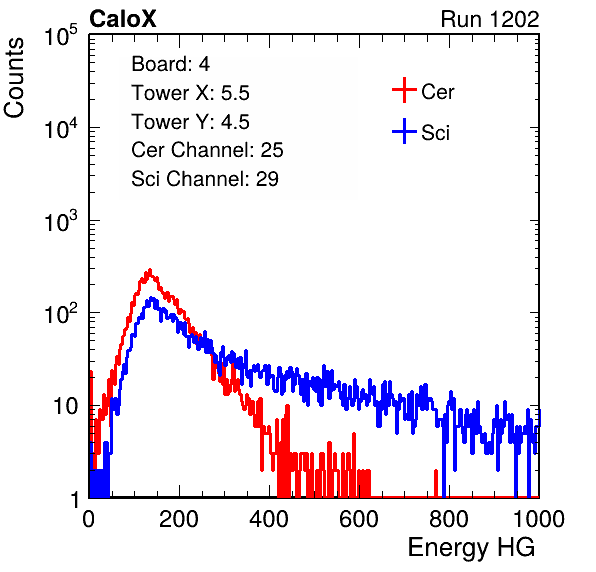 CaloX Run 1202
Counts
Board: 4
Tower X: 5.5
Tower Y: 4.5
Cer Channel: 25
Sci Channel: 29
Cer
Sci
10^5
10^4
10^3
10^2
10
1
0 200 400 600 800 1000
Energy HG